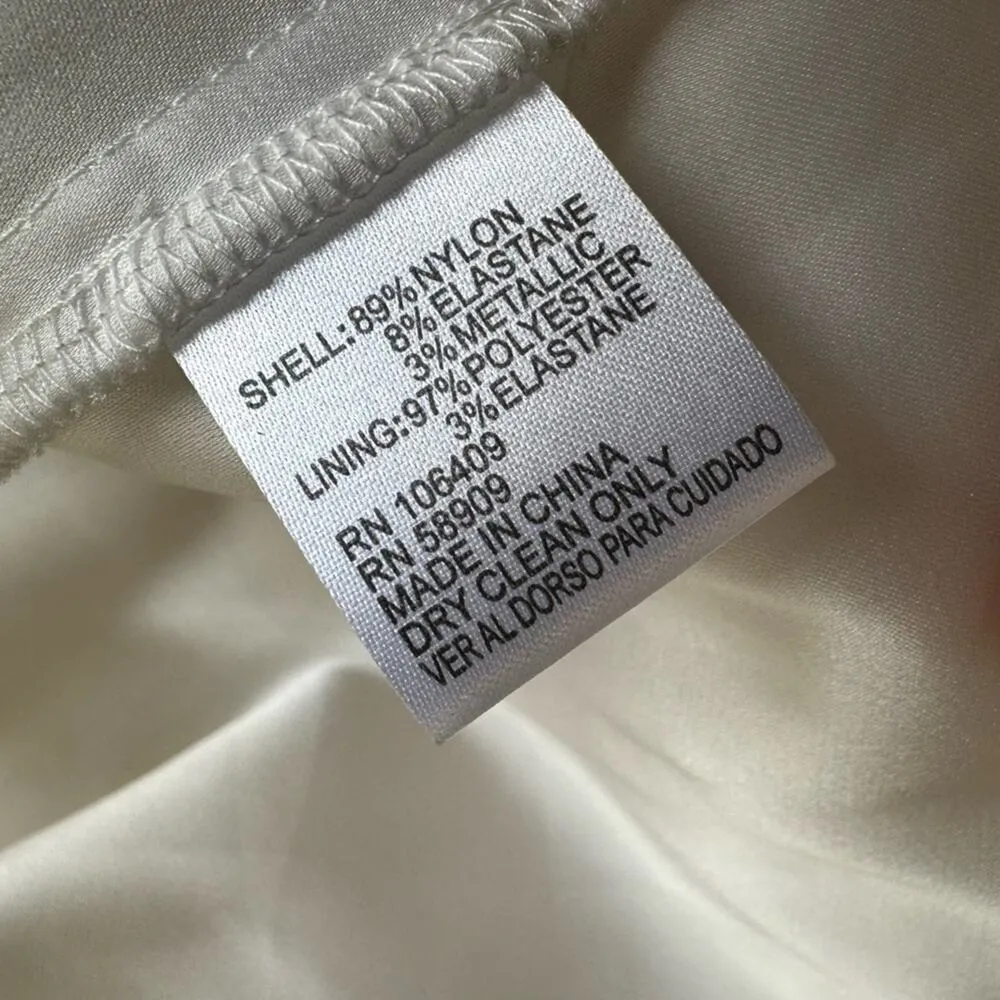 SHELL:89%NYLON
8%ELASTANE
3%METALLIC
LINING:97%POLYESTER
3%ELASTANE
RN 106409
RN 58909
MADE IN CHINA
DRY CLEAN ONLY
VER AL DORSO PARA CUIDADO